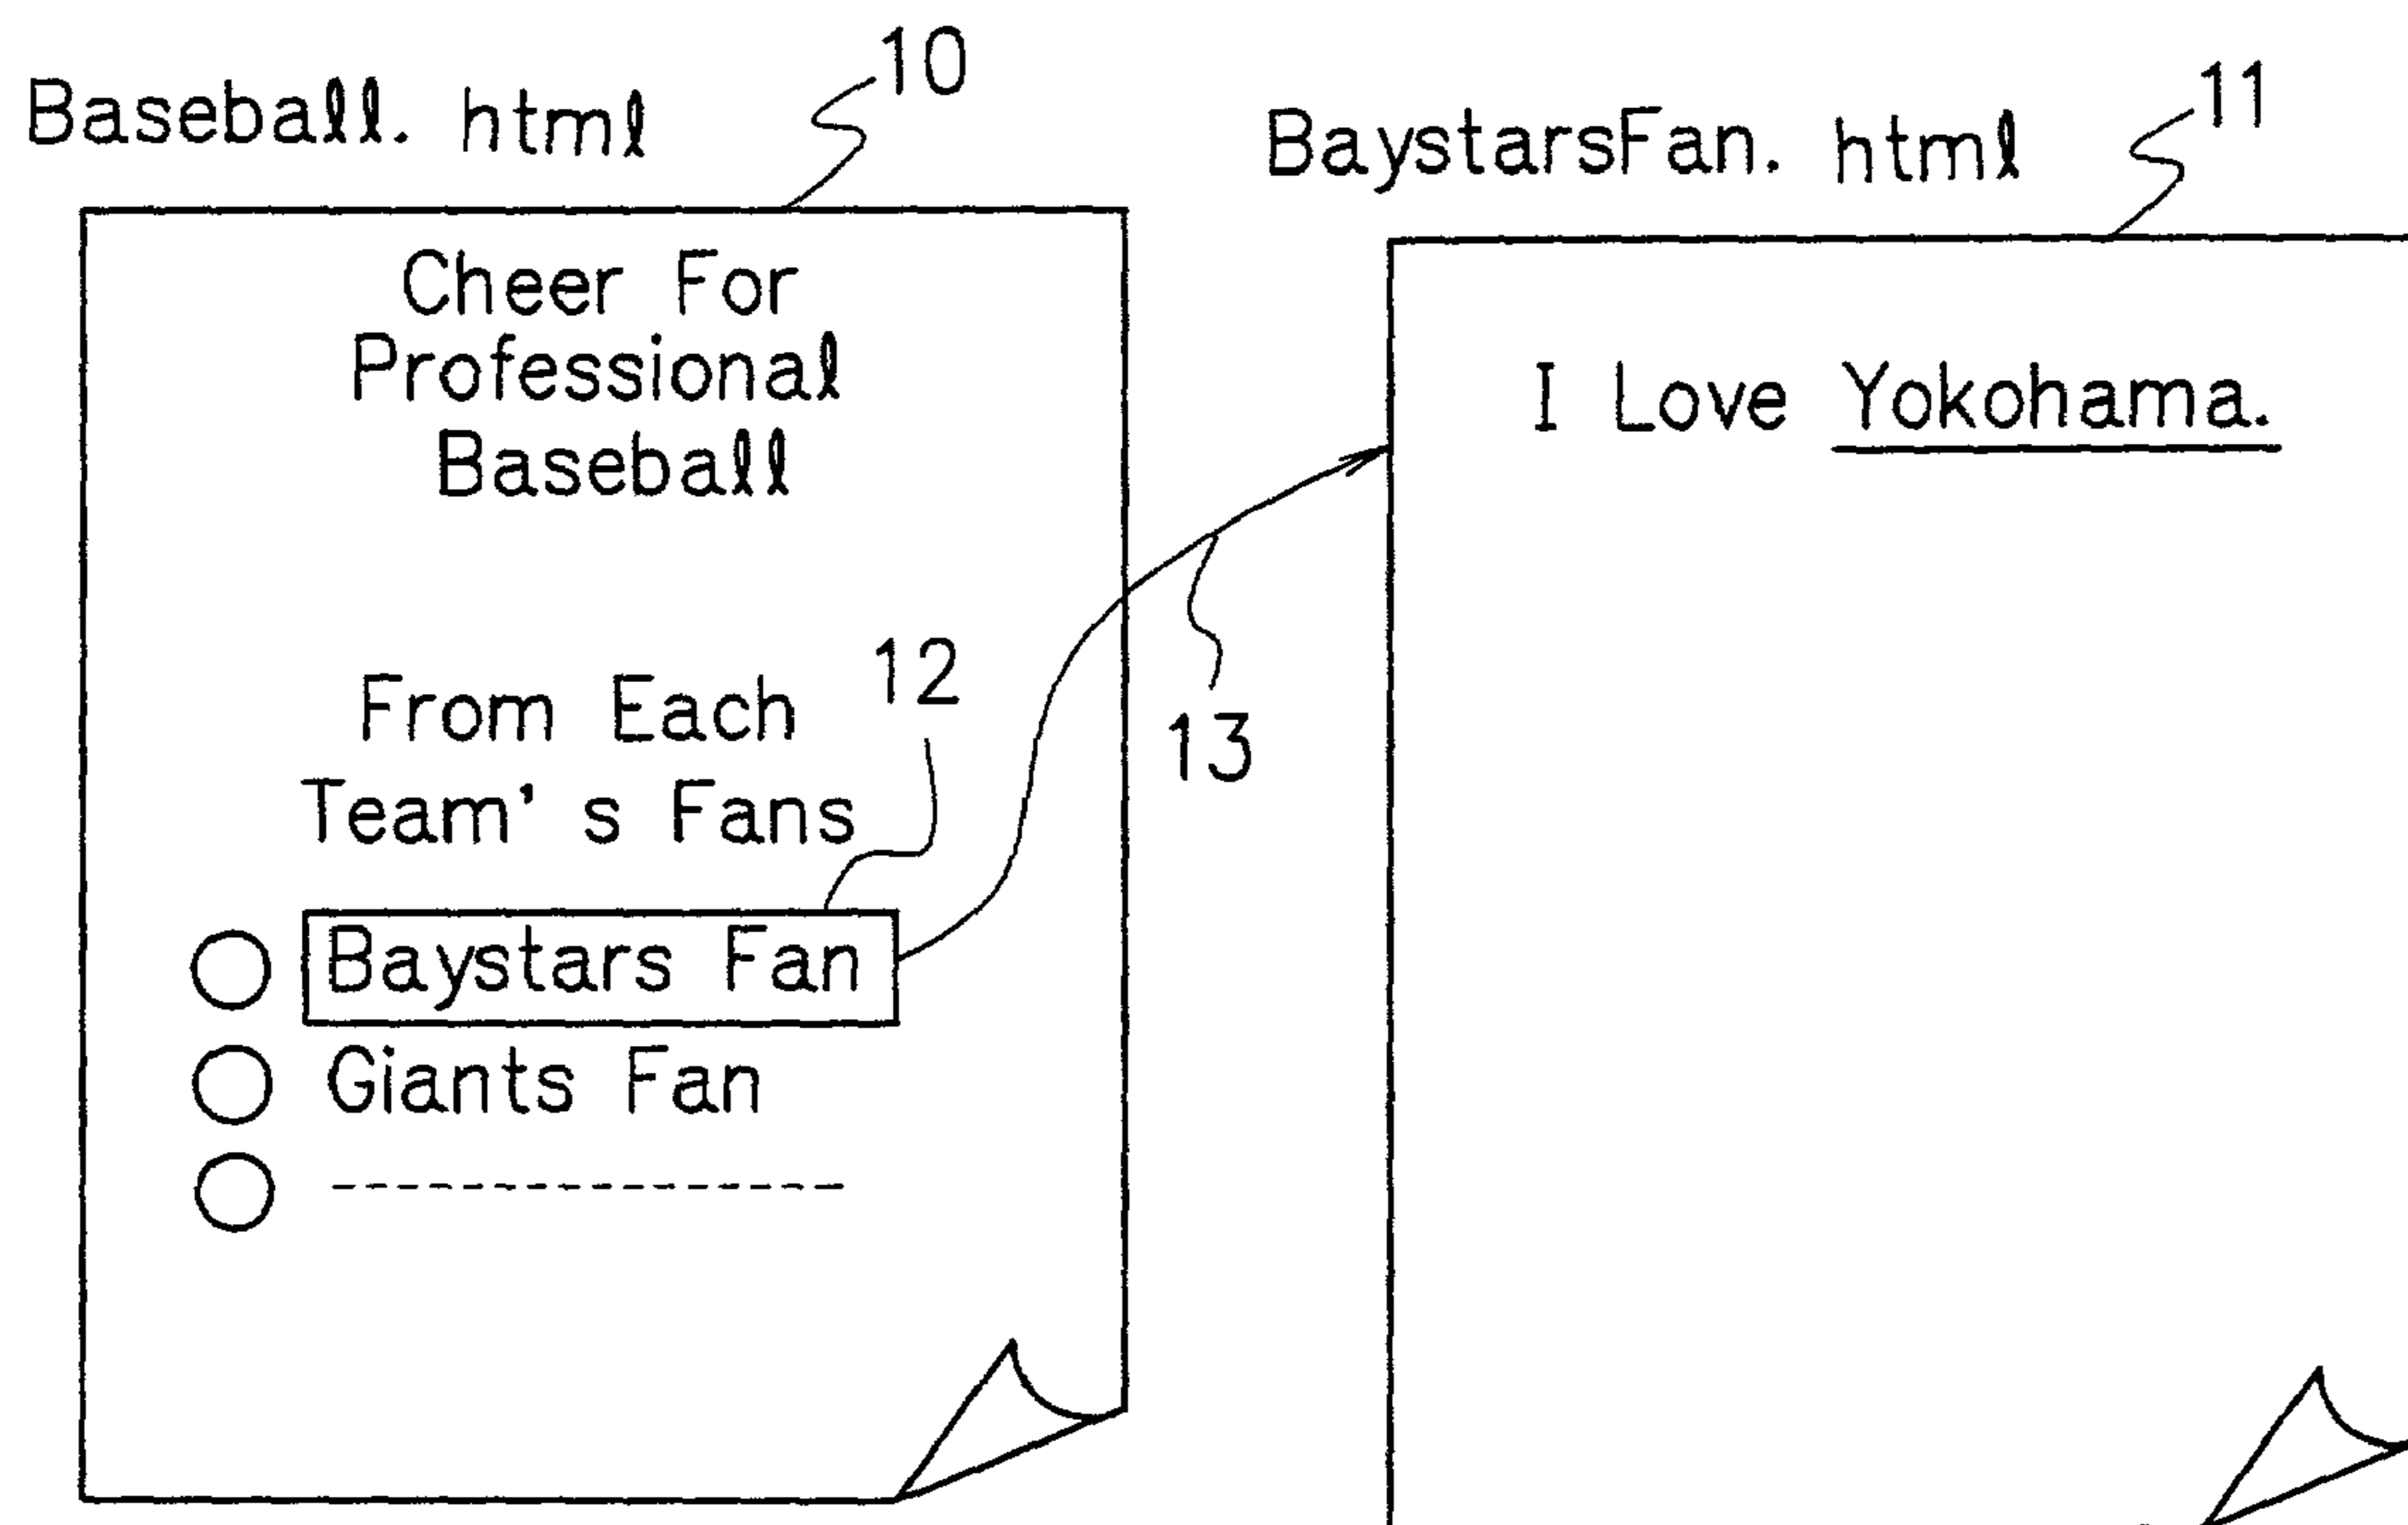 10
Baseball. html
Cheer For
Professional
Baseball
From Each
Team' s Fans
12
Baystars Fan
Giants Fan
13
11
BaystarsFan. html
I Love Yokohama.